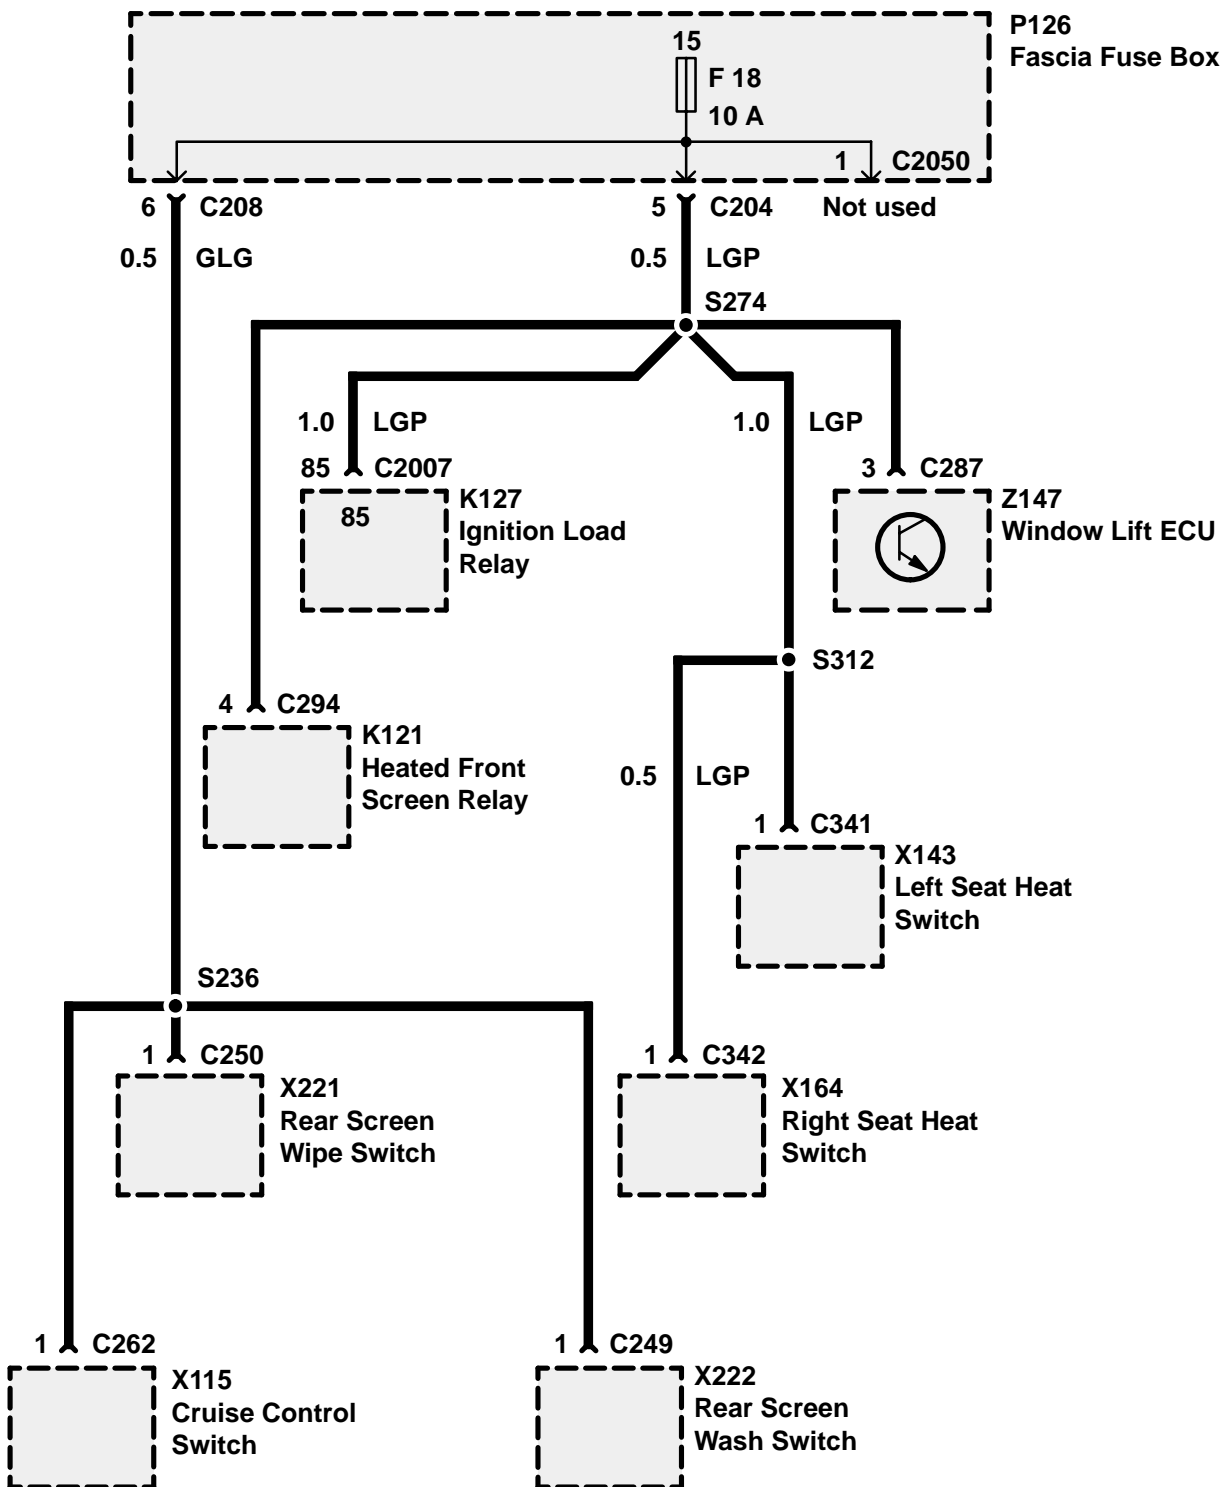 P126
Fascia Fuse Box
15
F 18
10 A
1 C2050
6 C208
5 C204
Not used
0.5 GLG
0.5 LGP
S274
1.0 LGP
1.0 LGP
85 C2007
3 C287
K127
Ignition Load
Relay
85
Z147
Window Lift ECU
S312
4 C294
K121
Heated Front
Screen Relay
0.5 LGP
1 C341
X143
Left Seat Heat
Switch
S236
1 C250
1 C342
X221
Rear Screen
Wipe Switch
X164
Right Seat Heat
Switch
1 C262
1 C249
X115
Cruise Control
Switch
X222
Rear Screen
Wash Switch